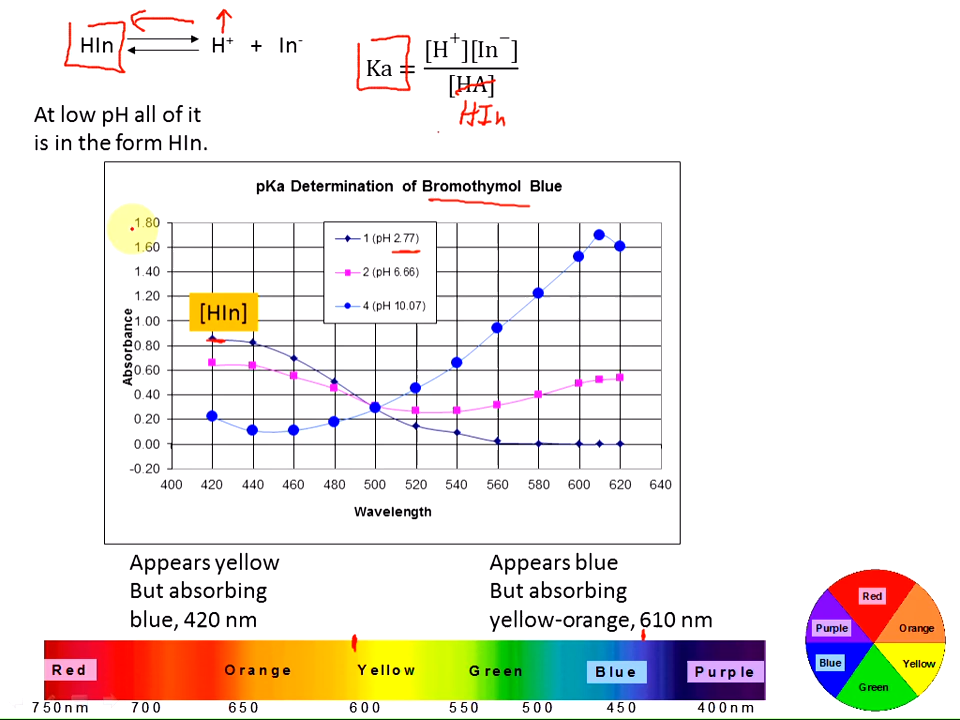 HIn ⇌ H⁺ + In⁻
Ka = [H⁺][In⁻]
[HA]
HIn
At low pH all of it
is in the form HIn.
pKa Determination of Bromothymol Blue
1 (pH 2.77)
2 (pH 6.66)
4 (pH 10.07)
[HIn]
Absorbance
1.80
1.60
1.40
1.20
1.00
0.80
0.60
0.40
0.20
0.00
-0.20
400 420 440 460 480 500 520 540 560 580 600 620 640
Wavelength
Appears yellow
But absorbing
blue, 420 nm
Appears blue
But absorbing
yellow-orange, 610 nm
Red Orange Yellow Green Blue Purple
750nm 700 650 600 550 500 450 400nm
Red
Purple Orange
Blue Yellow
Green